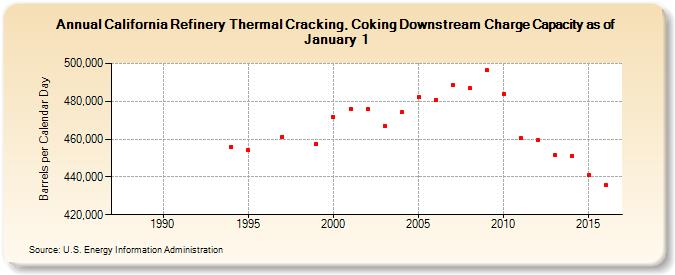 Annual California Refinery Thermal Cracking, Coking Downstream Charge Capacity as of
January 1
Barrels per Calendar Day
500,000
480,000
460,000
440,000
420,000
1990 1995 2000 2005 2010 2015
Source: U.S. Energy Information Administration